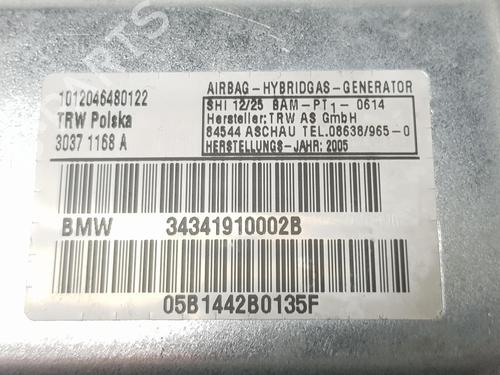 1012046480122
TRW Polska
3037 1168 A
AIRBAG-HYBRIDGAS-GENERATOR
SHI 12/25 BAM-PT1-0614
Hersteller:TRW AS GmbH
84544 ASCHAU TEL.08638/965-0
HERSTELLUNGS-JAHR:2005
BMW 34341910002B
05B1442B0135F